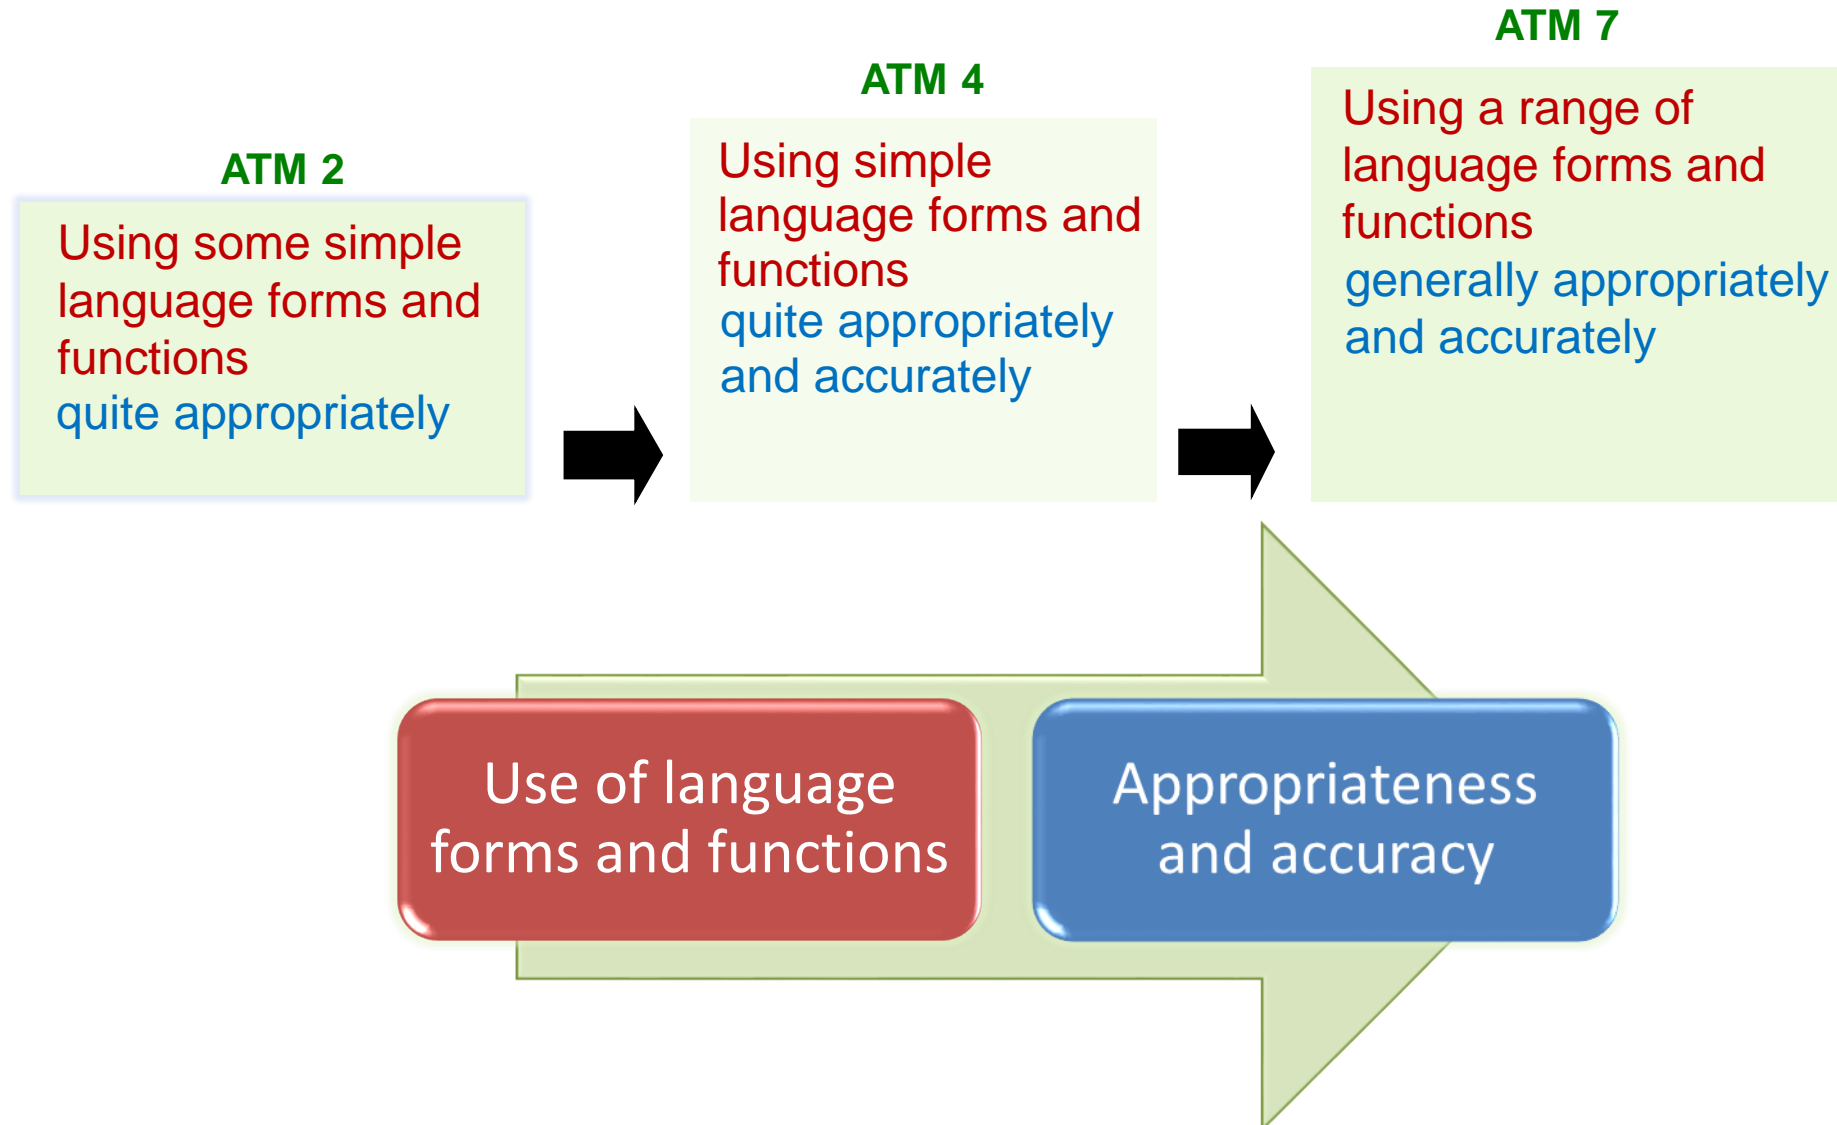 ATM 2
Using some simple
language forms and
functions
quite appropriately
ATM 4
Using simple
language forms and
functions
quite appropriately
and accurately
ATM 7
Using a range of
language forms and
functions
generally appropriately
and accurately
Use of language
forms and functions
Appropriateness
and accuracy